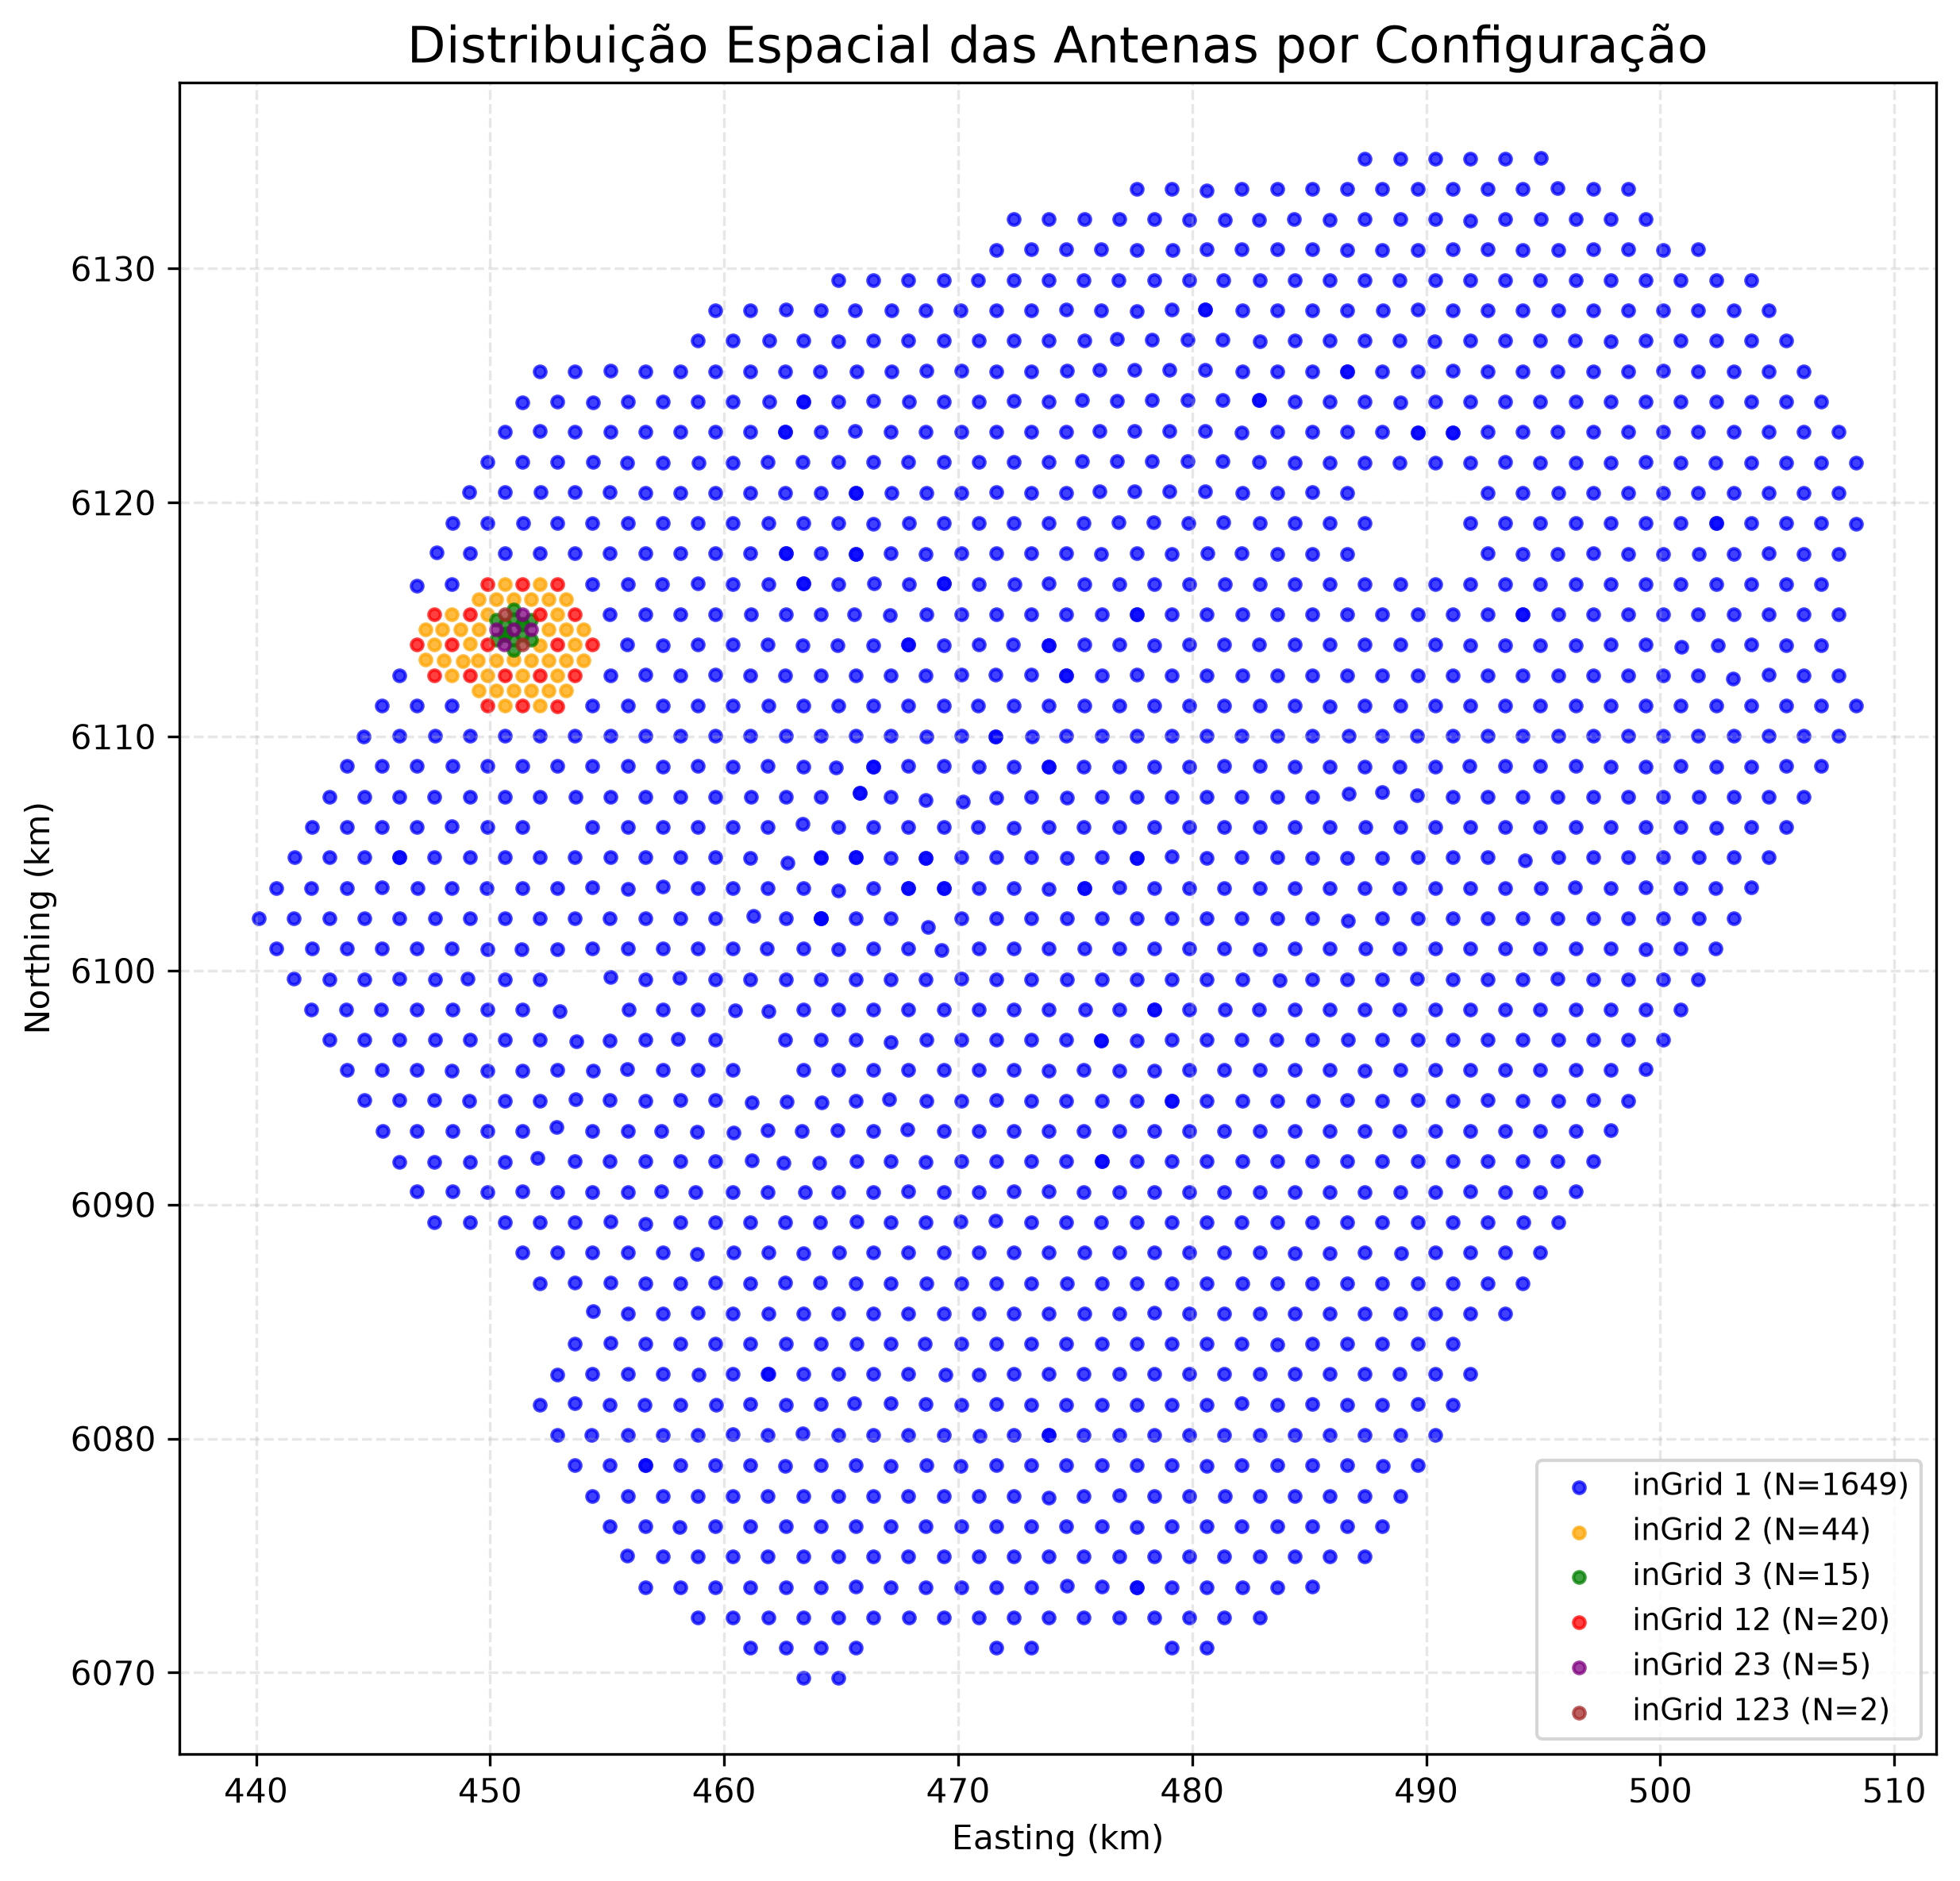 Distribuição Espacial das Antenas por Configuração
Northing (km)
6130
6120
6110
6100
6090
6080
6070
inGrid 1 (N=1649)
inGrid 2 (N=44)
inGrid 3 (N=15)
inGrid 12 (N=20)
inGrid 23 (N=5)
inGrid 123 (N=2)
440 450 460 470 480 490 500 510
Easting (km)